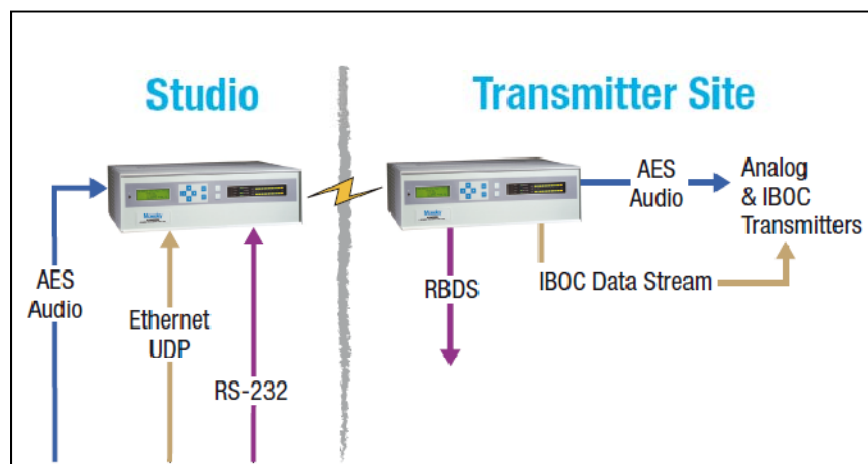 Studio
Transmitter Site
AES
Audio
Analog
& IBOC
Transmitters
AES
Audio
Ethernet
UDP
RBDS
IBOC Data Stream
RS-232